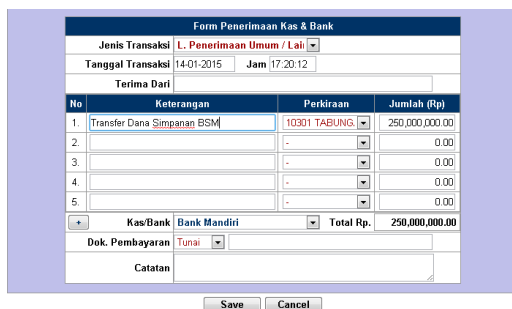 Form Penerimaan Kas & Bank
Jenis Transaksi L. Penerimaan Umum / Lai
Tanggal Transaksi 14-01-2015 Jam 17:20:12
Terima Dari
No Keterangan Perkiraan Jumlah (Rp)
1. Transfer Dana Simpanan BSM 10301 TABUNG. 250,000,000.00
2. - 0.00
3. - 0.00
4. - 0.00
5. - 0.00
+ Kas/Bank Bank Mandiri Total Rp. 250,000,000.00
Dok. Pembayaran Tunai
Catatan
Save Cancel